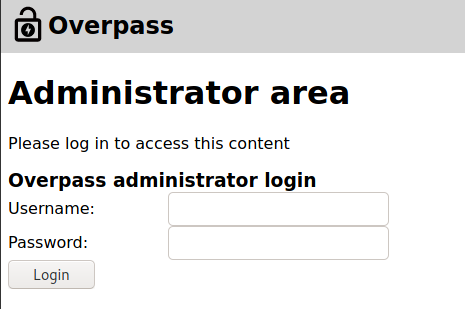 Overpass
Administrator area
Please log in to access this content
Overpass administrator login
Username:
Password:
Login